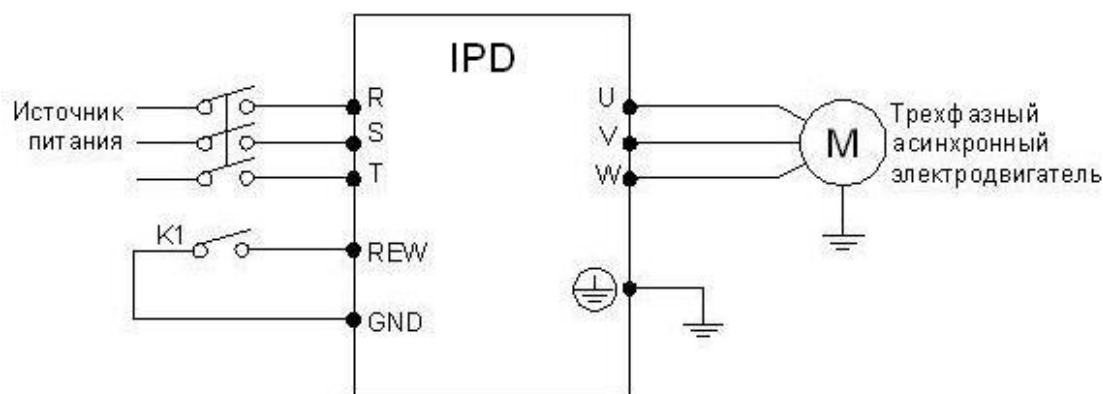 IPD
Источник
питания
R
S
T
K1
REW
GND
U
V
W
M
Трехфазный
асинхронный
электродвигатель